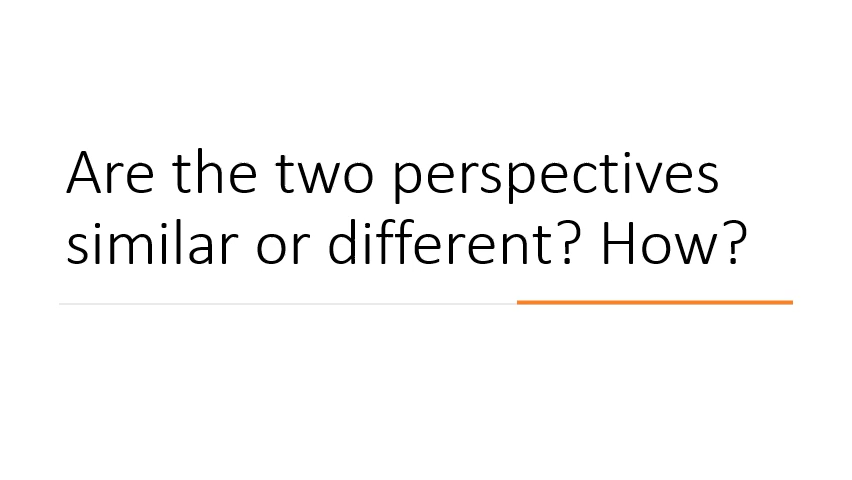 Are the two perspectives
similar or different? How?